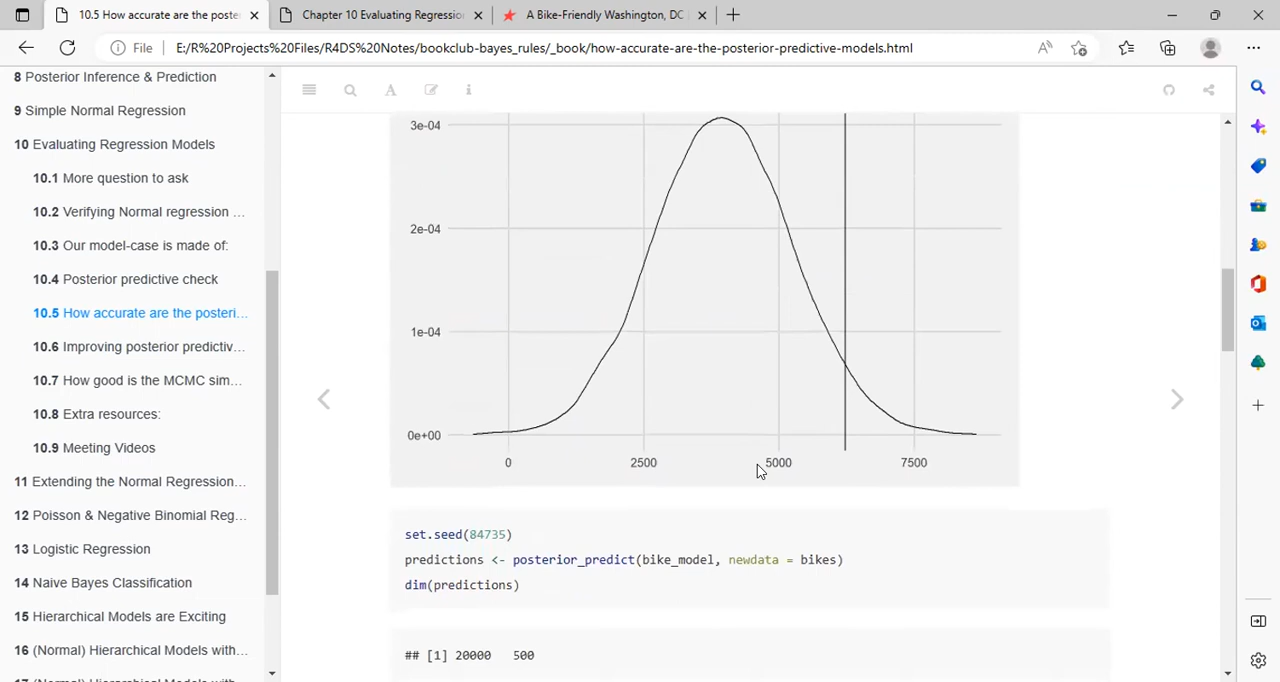 10.5 How accurate are the poste
Chapter 10 Evaluating Regressio
A Bike-Friendly Washington, DC
File
E:/R%20Projects%20Files/R4DS%20Notes/bookclub-bayes_rules/_book/how-accurate-are-the-posterior-predictive-models.html
8 Posterior Inference & Prediction
9 Simple Normal Regression
10 Evaluating Regression Models
10.1 More question to ask
10.2 Verifying Normal regression ...
10.3 Our model-case is made of:
10.4 Posterior predictive check
10.5 How accurate are the posteri...
10.6 Improving posterior predictiv...
10.7 How good is the MCMC sim...
10.8 Extra resources:
10.9 Meeting Videos
11 Extending the Normal Regression...
12 Poisson & Negative Binomial Reg...
13 Logistic Regression
14 Naive Bayes Classification
15 Hierarchical Models are Exciting
16 (Normal) Hierarchical Models with...
3e-04
2e-04
1e-04
0e+00
0 2500 5000 7500
set.seed(84735)
predictions <- posterior_predict(bike_model, newdata = bikes)
dim(predictions)
## [1] 20000 500